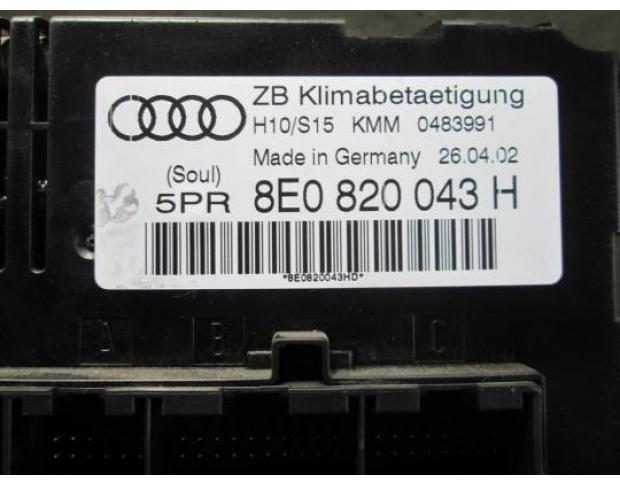 ZB Klimabetaetigung
H10/S15 KMM 0483991
Made in Germany 26.04.02
(Soul)
5PR 8E0 820 043 H
*8E0820043HD*
A B C